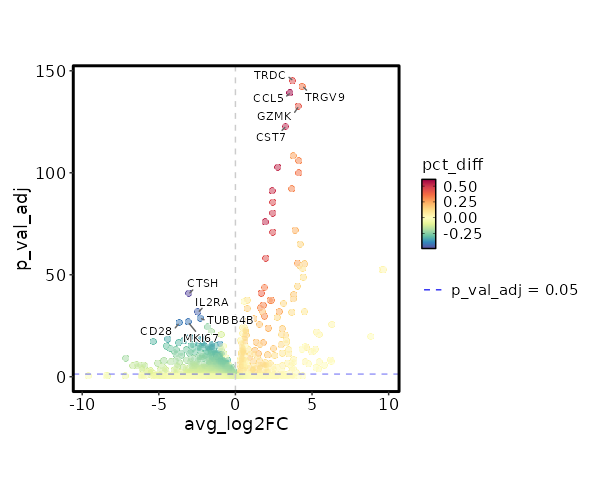 150
100
50
0
p_val_adj
-10
-5
0
5
10
avg_log2FC
TRDC
TRGV9
CCL5
GZMK
CST7
CTSH
IL2RA
TUBB4B
CD28
MKI67
pct_diff
0.50
0.25
0.00
-0.25
p_val_adj = 0.05